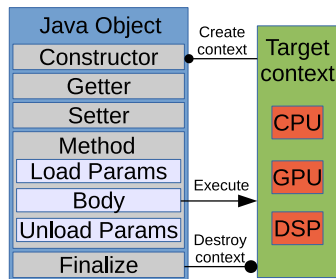 Java Object
Constructor
Getter
Setter
Method
Load Params
Body
Unload Params
Finalize
Create
context
Execute
Destroy
context
Target
context
CPU
GPU
DSP